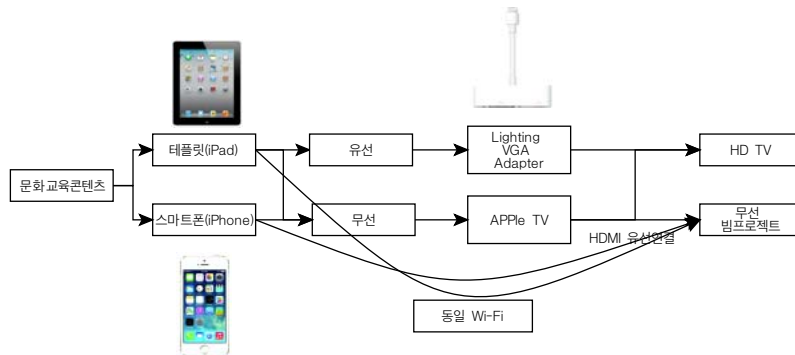 테플릿(iPad)
유선
Lighting
VGA
Adapter
HD TV
문화교육콘텐츠
스마트폰(iPhone)
무선
APPle TV
무선
빔프로젝트
HDMI 유선연결
동일 Wi-Fi